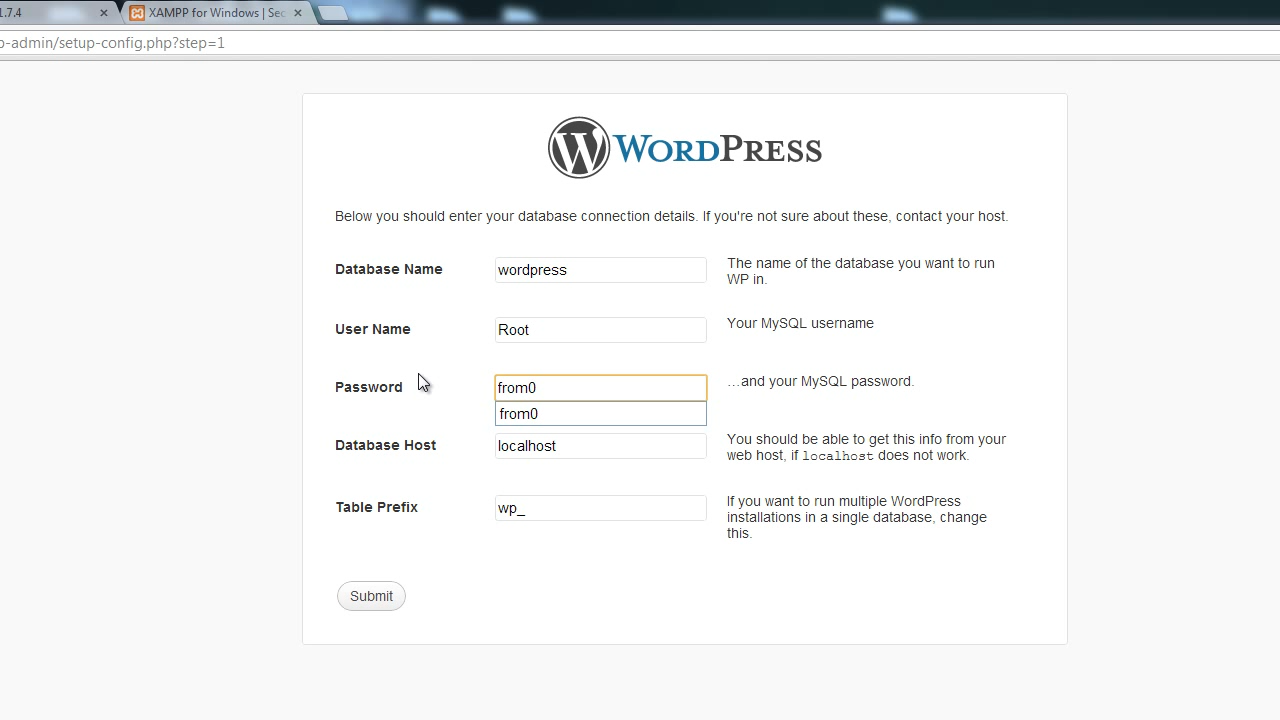 1.7.4
XAMPP for Windows | Sec
p-admin/setup-config.php?step=1
WORDPRESS
Below you should enter your database connection details. If you're not sure about these, contact your host.
Database Name
wordpress
The name of the database you want to run
WP in.
User Name
Root
Your MySQL username
Password
from0
…and your MySQL password.
from0
Database Host
localhost
You should be able to get this info from your
web host, if localhost does not work.
Table Prefix
wp_
If you want to run multiple WordPress
installations in a single database, change
this.
Submit